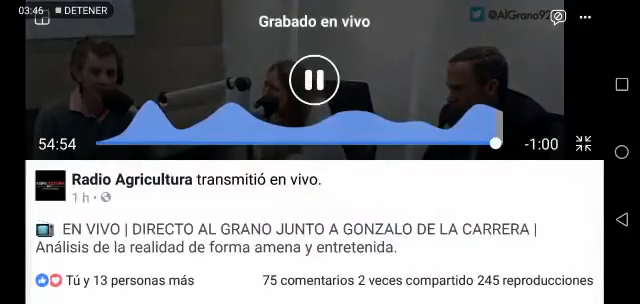 03:46 DETENER
Grabado en vivo
@AlGrano92
54:54
-1:00
Radio Agricultura transmitió en vivo.
1 h ·
EN VIVO | DIRECTO AL GRANO JUNTO A GONZALO DE LA CARRERA |
Análisis de la realidad de forma amena y entretenida.
Tú y 13 personas más 75 comentarios 2 veces compartido 245 reproducciones